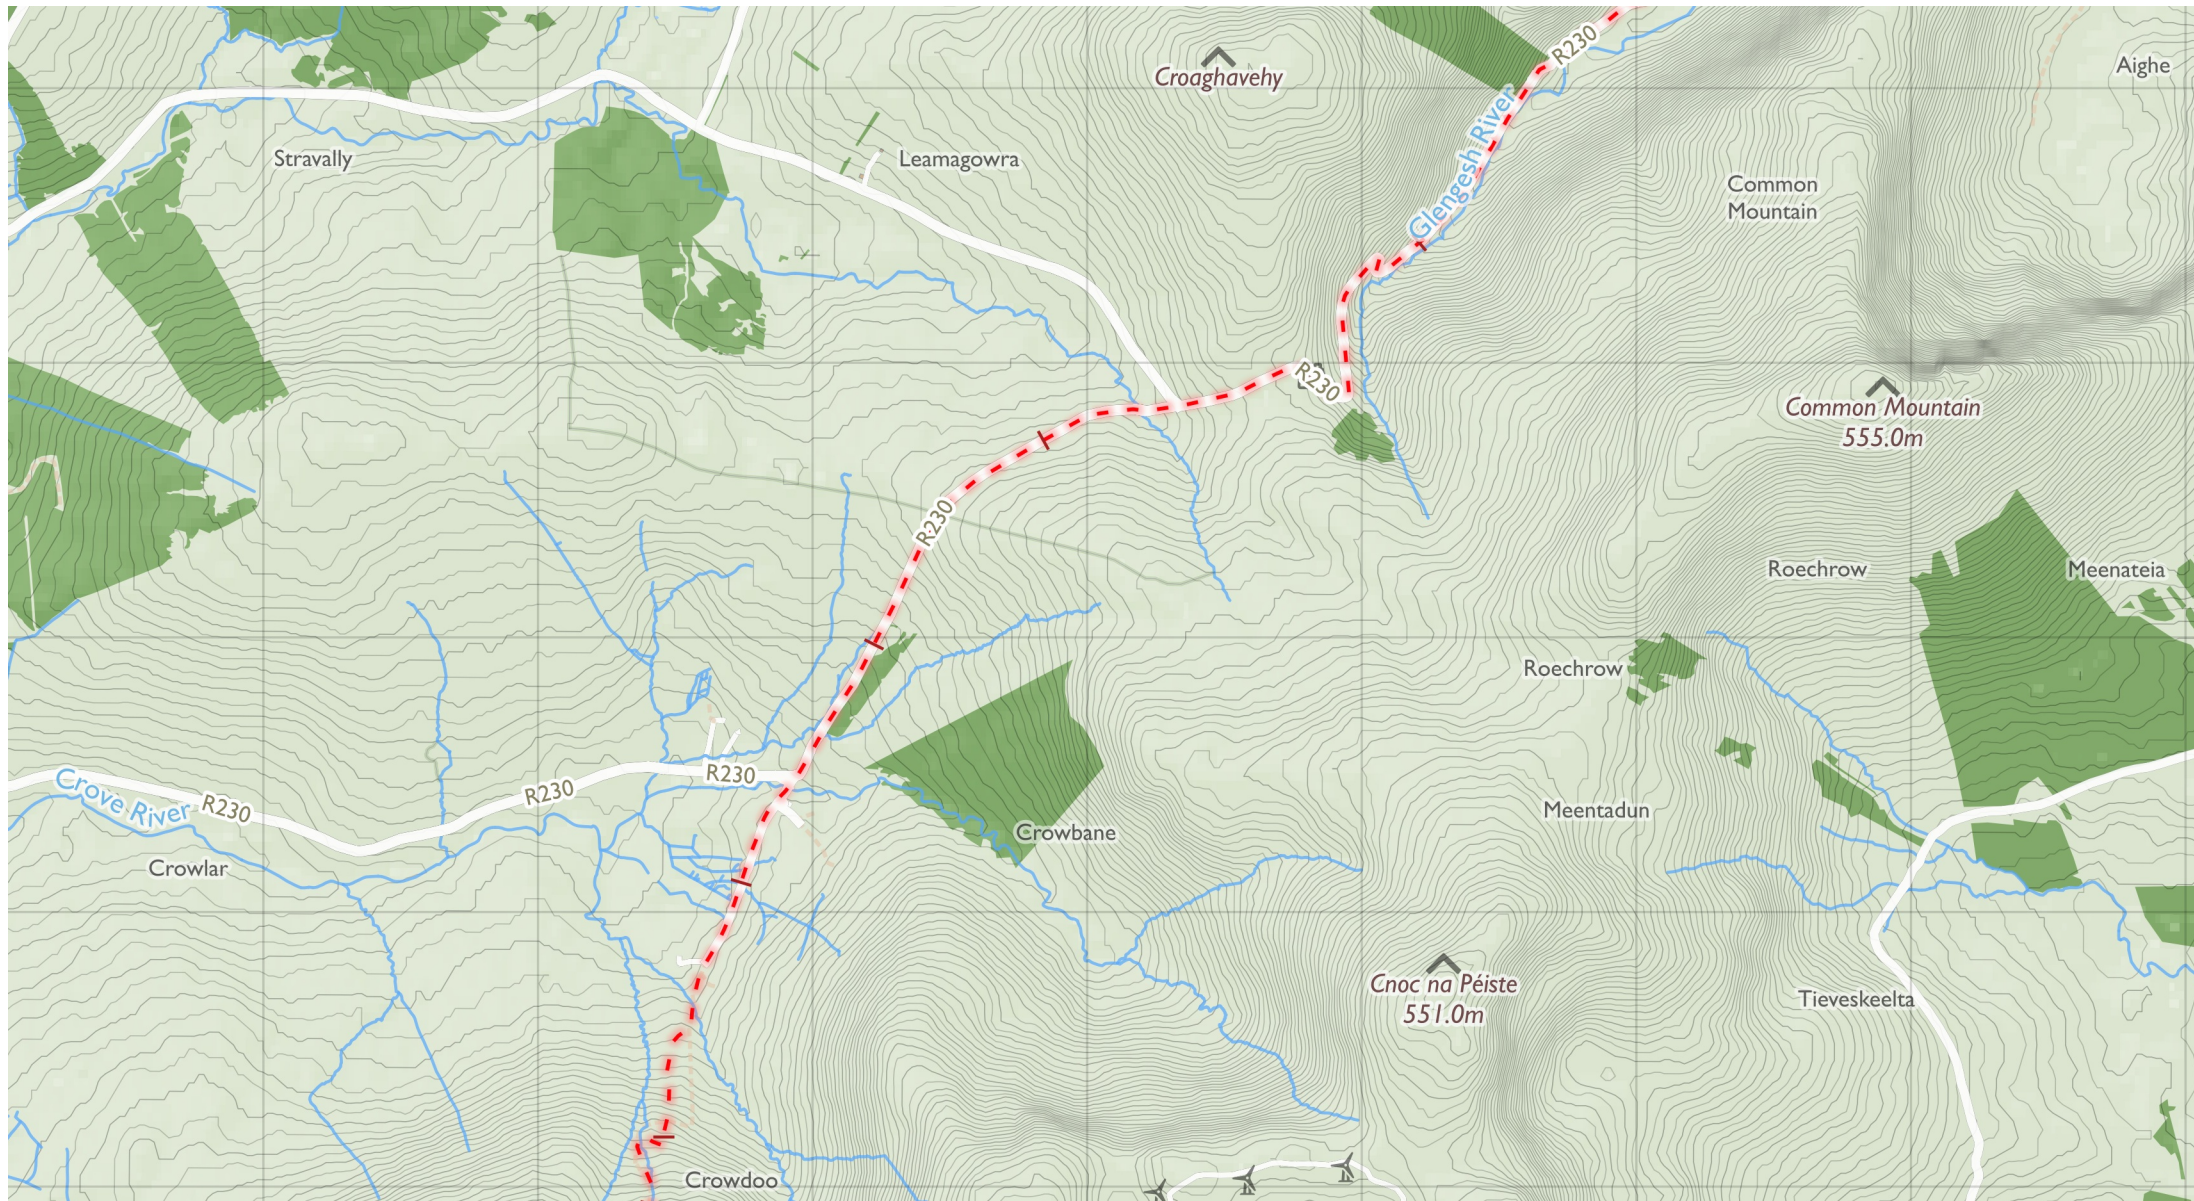 R230
Croaghavehy
Aighe
Glengesh River
Stravally
Leamagowra
Common
Mountain
R230
Common Mountain
555.0m
R230
Roechrow
Meenateia
Roechrow
R230
R230
R230
Crove River
Meentadun
Crowbane
Crowlar
Cnoc na Péiste
551.0m
Tieveskeelta
Crowdoo